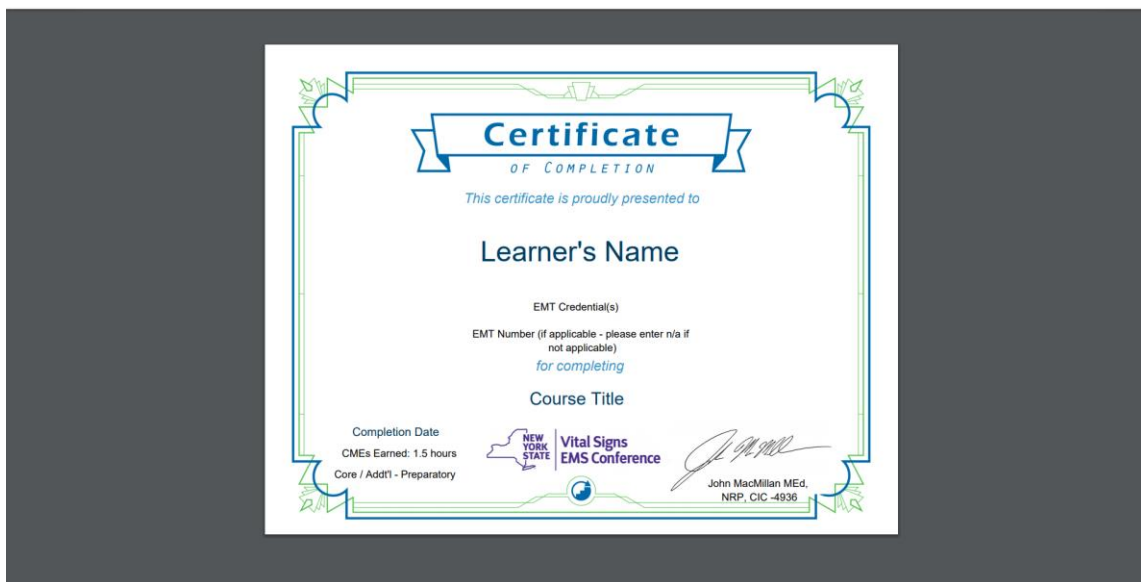 Certificate
OF COMPLETION
This certificate is proudly presented to
Learner's Name
EMT Credential(s)
EMT Number (if applicable - please enter n/a if
not applicable)
for completing
Course Title
Completion Date
CMEs Earned: 1.5 hours
Core / Addt'l - Preparatory
NEW
YORK
STATE
Vital Signs
EMS Conference
John MacMillan MEd,
NRP, CIC -4936